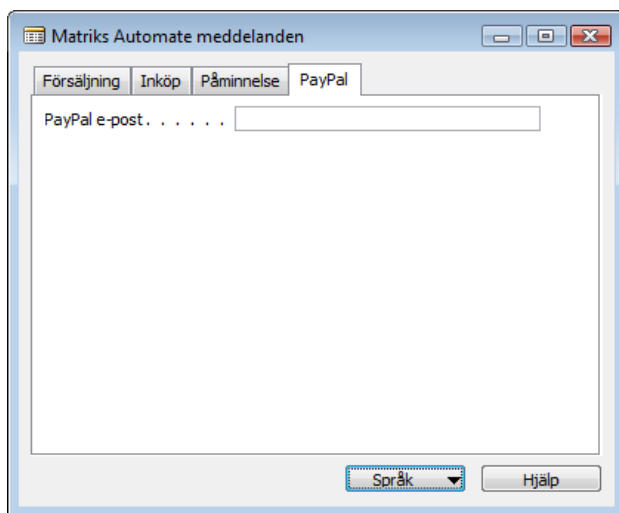 Matriks Automate meddelanden
Försäljning Inköp Påminnelse PayPal
PayPal e-post . . . . . .
Språk Hjälp